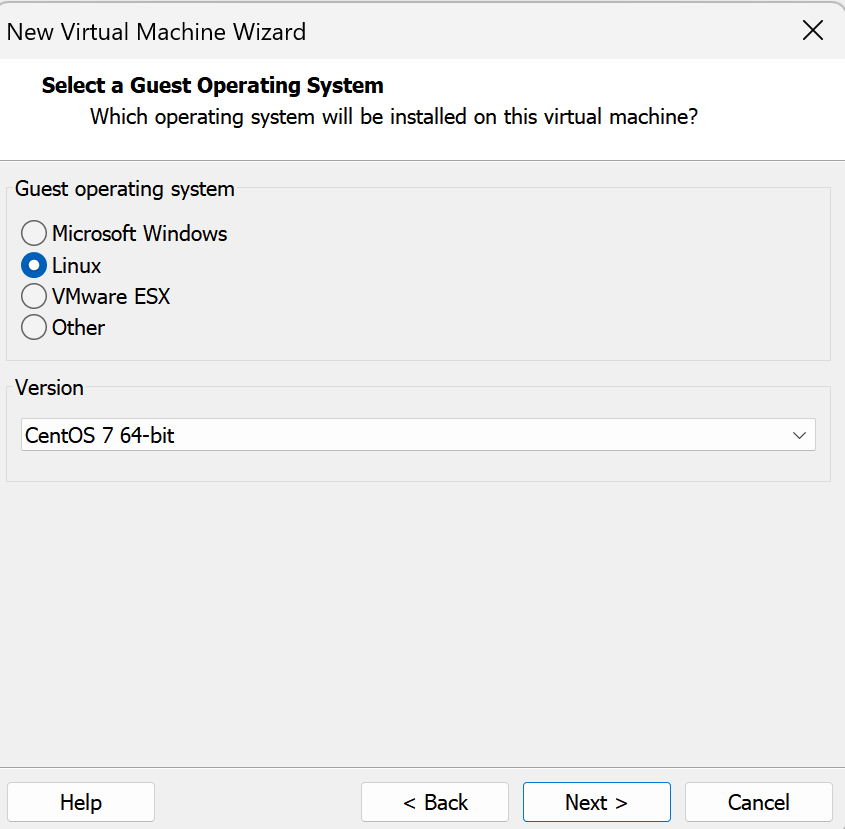 New Virtual Machine Wizard
Select a Guest Operating System
Which operating system will be installed on this virtual machine?
Guest operating system
Microsoft Windows
Linux
VMware ESX
Other
Version
CentOS 7 64-bit
Help
< Back
Next >
Cancel